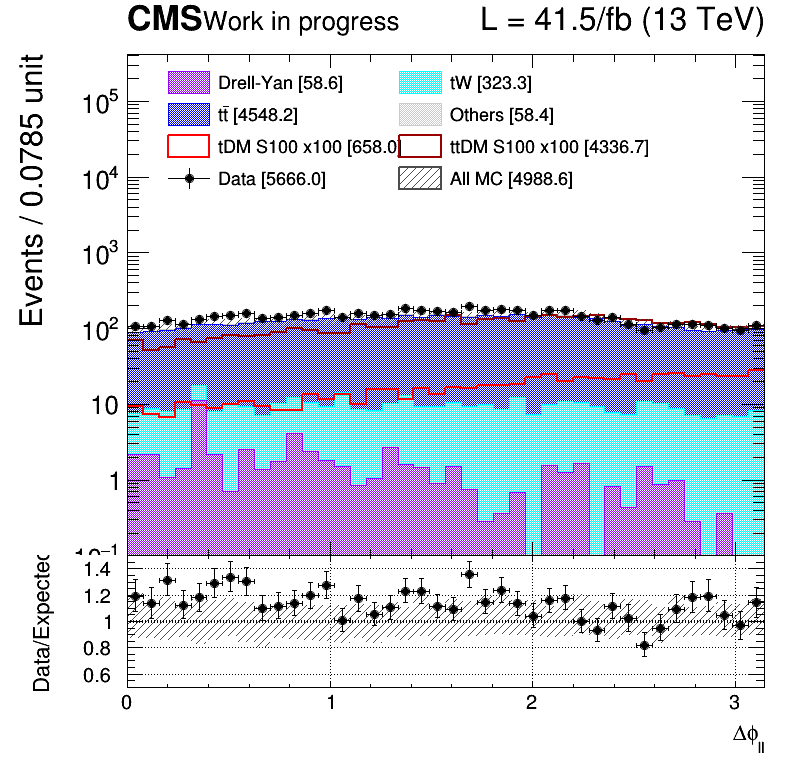 CMS Work in progress L = 41.5/fb (13 TeV)
Events / 0.0785 unit
Drell-Yan [58.6] tW [323.3]
tt̄ [4548.2] Others [58.4]
tDM S100 x100 [658.0] ttDM S100 x100 [4336.7]
Data [5666.0] All MC [4988.6]
10⁵
10⁴
10³
10²
10
1
10⁻¹
Data/Expected
1.4
1.2
1
0.8
0.6
0 1 2 3
Δϕ_ll